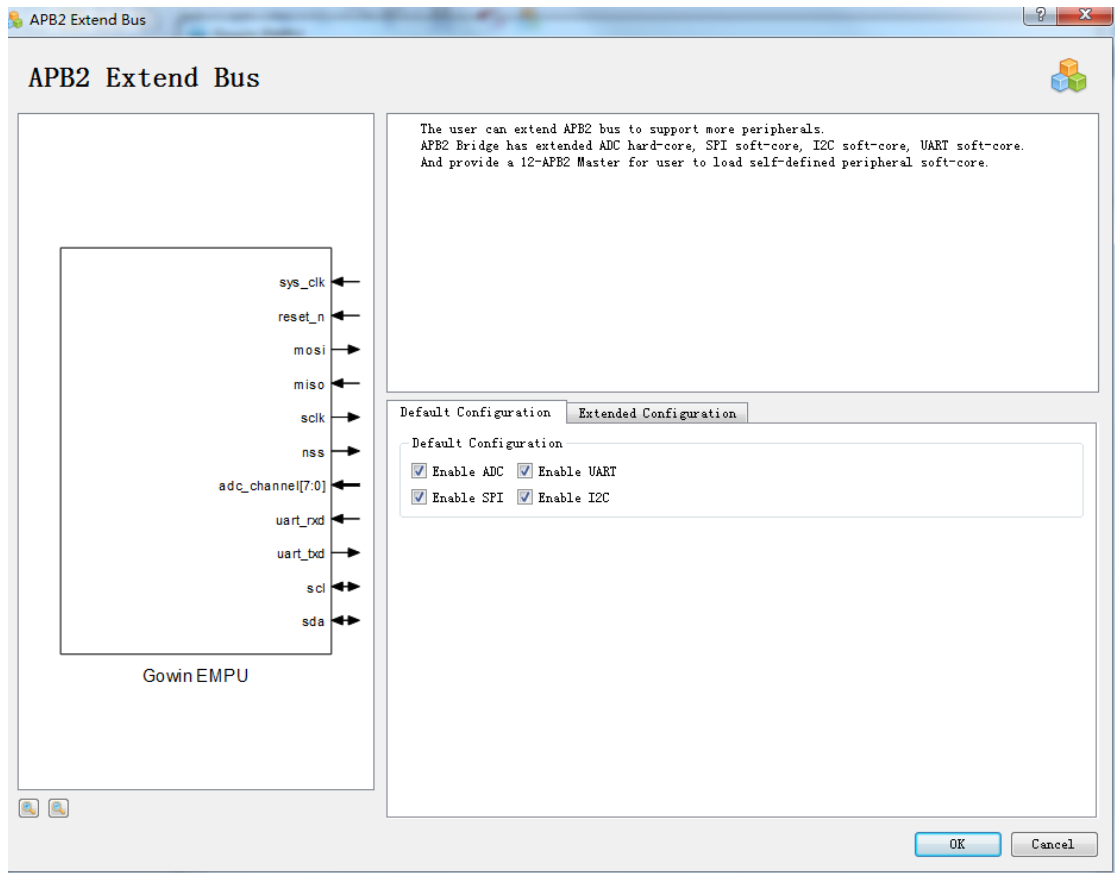 APB2 Extend Bus
APB2 Extend Bus
The user can extend APB2 bus to support more peripherals.
APB2 Bridge has extended ADC hard-core, SPI soft-core, I2C soft-core, UART soft-core.
And provide a 12-APB2 Master for user to load self-defined peripheral soft-core.
sys_clk
reset_n
mosi
miso
sclk
nss
adc_channel[7:0]
uart_rxd
uart_txd
scl
sda
Gowin EMPU
Default Configuration Extended Configuration
Default Configuration
Enable ADC Enable UART
Enable SPI Enable I2C
OK Cancel